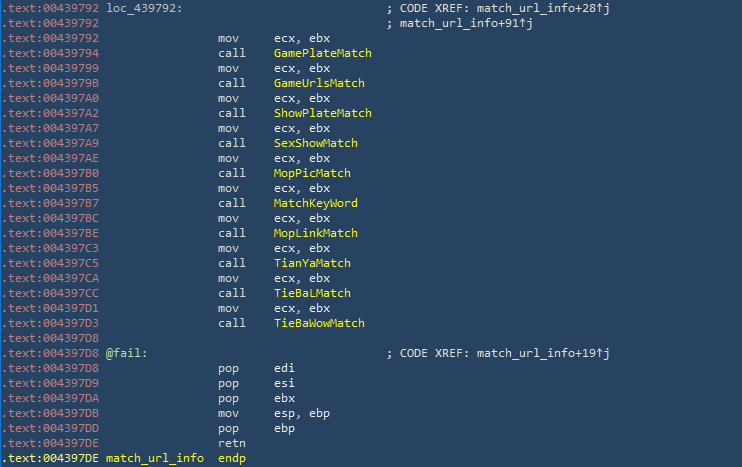 .text:00439792 loc_439792: ; CODE XREF: match_url_info+28↑j
.text:00439792 ; match_url_info+91↑j
.text:00439792 mov ecx, ebx
.text:00439794 call GamePlateMatch
.text:00439799 mov ecx, ebx
.text:0043979B call GameUrlsMatch
.text:004397A0 mov ecx, ebx
.text:004397A2 call ShowPlateMatch
.text:004397A7 mov ecx, ebx
.text:004397A9 call SexShowMatch
.text:004397AE mov ecx, ebx
.text:004397B0 call MopPicMatch
.text:004397B5 mov ecx, ebx
.text:004397B7 call MatchKeyWord
.text:004397BC mov ecx, ebx
.text:004397BE call MopLinkMatch
.text:004397C3 mov ecx, ebx
.text:004397C5 call TianYaMatch
.text:004397CA mov ecx, ebx
.text:004397CC call TieBaLMatch
.text:004397D1 mov ecx, ebx
.text:004397D3 call TieBaWowMatch
.text:004397D8
.text:004397D8 @fail: ; CODE XREF: match_url_info+19↑j
.text:004397D8 pop edi
.text:004397D9 pop esi
.text:004397DA pop ebx
.text:004397DB mov esp, ebp
.text:004397DD pop ebp
.text:004397DE retn
.text:004397DE match_url_info endp